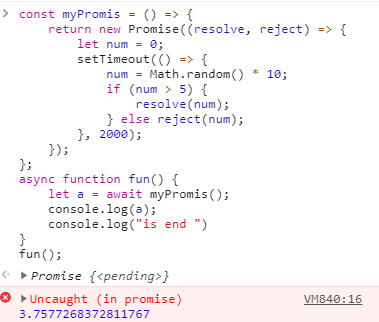 > const myPromis = () => {
    return new Promise((resolve, reject) => {
        let num = 0;
        setTimeout(() => {
            num = Math.random() * 10;
            if (num > 5) {
                resolve(num);
            } else reject(num);
        }, 2000);
    });
};
async function fun() {
    let a = await myPromis();
    console.log(a);
    console.log("is end ")
}
fun();
Promise {<pending>}
Uncaught (in promise) VM840:16
3.7577268372811767